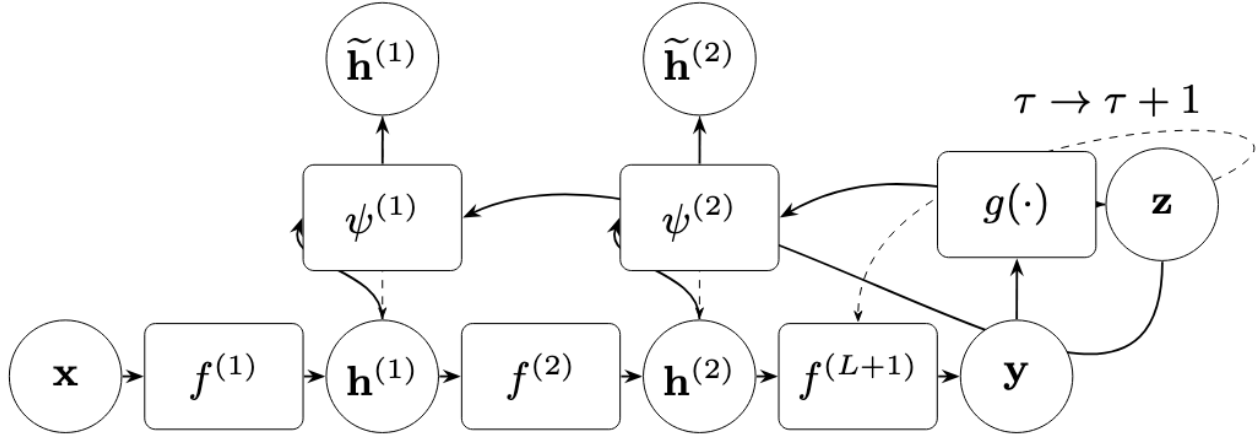 h̃⁽¹⁾ h̃⁽²⁾
τ → τ + 1
ψ⁽¹⁾ ψ⁽²⁾ g(·) z
x f⁽¹⁾ h⁽¹⁾ f⁽²⁾ h⁽²⁾ f⁽ᴸ⁺¹⁾ y